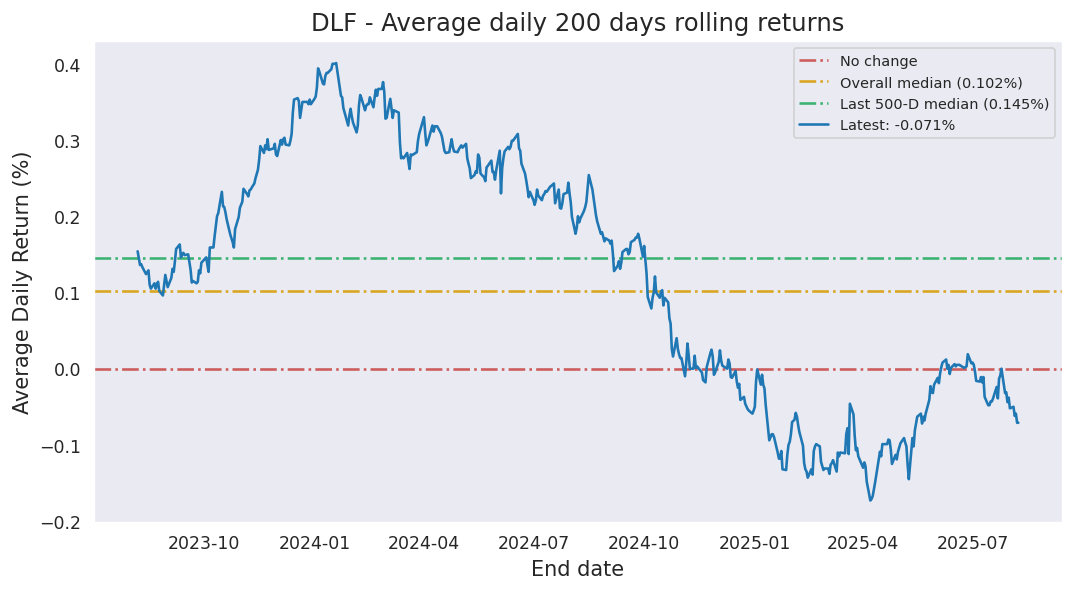 DLF - Average daily 200 days rolling returns
No change
Overall median (0.102%)
Last 500-D median (0.145%)
Latest: -0.071%
Average Daily Return (%)
0.4
0.3
0.2
0.1
0.0
−0.1
−0.2
2023-10 2024-01 2024-04 2024-07 2024-10 2025-01 2025-04 2025-07
End date